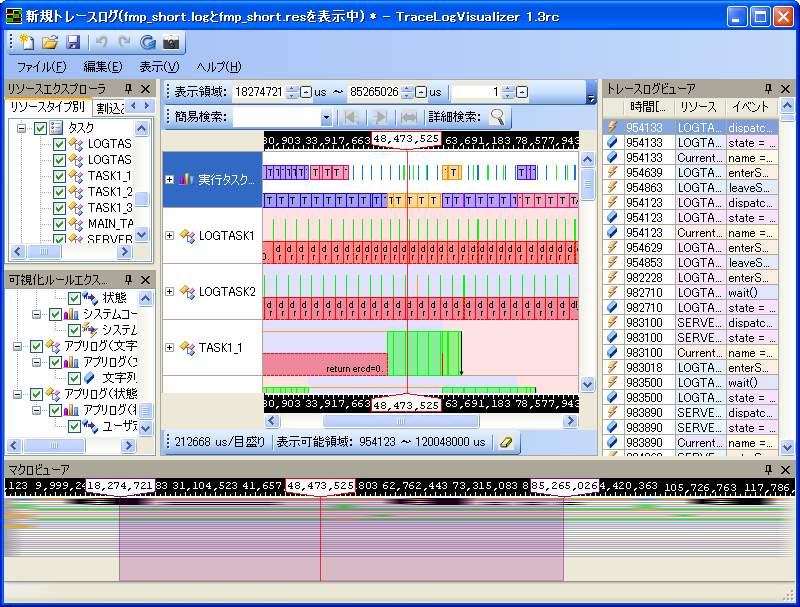 新規トレースログ(fmp_short.logとfmp_short.resを表示中) * - TraceLogVisualizer 1.3rc
ファイル(F) 編集(E) 表示(V) ヘルプ(H)
リソースエクスプローラ
リソースタイプ別 割込
タスク
LOGTAS
LOGTAS
TASK1_1
TASK1_2
TASK1_3
MAIN_TA
SERVER
可視化ルールエクス...
状態
システムコー
システム
アプリログ(文字
アプリログ(文
文字列
アプリログ(状態
アプリログ(状
ユーザ定
表示領域: 18274721 us ～ 85265026 us 1
簡易検索: 詳細検索:
30,903 33,917,663 48,473,525 63,691,183 78,577,943
実行タスク...
T T T T
LOGTASK1
d d d d d d d d d d d d d d d d d d d d d d d d
LOGTASK2
d d d d d d d d d d d d d d d d d d d d d d d d
TASK1_1
return ercd=0.
30,903 33,917,663 48,473,525 63,691,183 78,577,943
212668 us/目盛り 表示可能領域: 954123 ～ 120048000 us
トレースログビューア
時間[... リソース イベント
954133 LOGTA... dispatc...
954133 LOGTA... state = ...
954133 Current... name =...
954639 LOGTA... enterS...
954863 LOGTA... leaveS...
954123 LOGTA... dispatc...
954123 LOGTA... state = ...
954123 Current... name =...
954629 LOGTA... enterS...
954853 LOGTA... leaveS...
982228 LOGTA... enterS...
982710 LOGTA... wait()
982710 LOGTA... state = ...
983100 SERVE... dispatc...
983100 SERVE... state = ...
983100 Current... name =...
983018 LOGTA... enterS...
983500 LOGTA... wait()
983500 LOGTA... state = ...
983890 SERVE... dispatc...
983890 SERVE... state = ...
983890 Current... name =...
マクロビューア
123 9,999,24 18,274,721 83 31,104,523 41,657, 48,473,525 803 62,762,443 73,315,083 8 85,265,026 4,420,363 105,726,763 117,786,